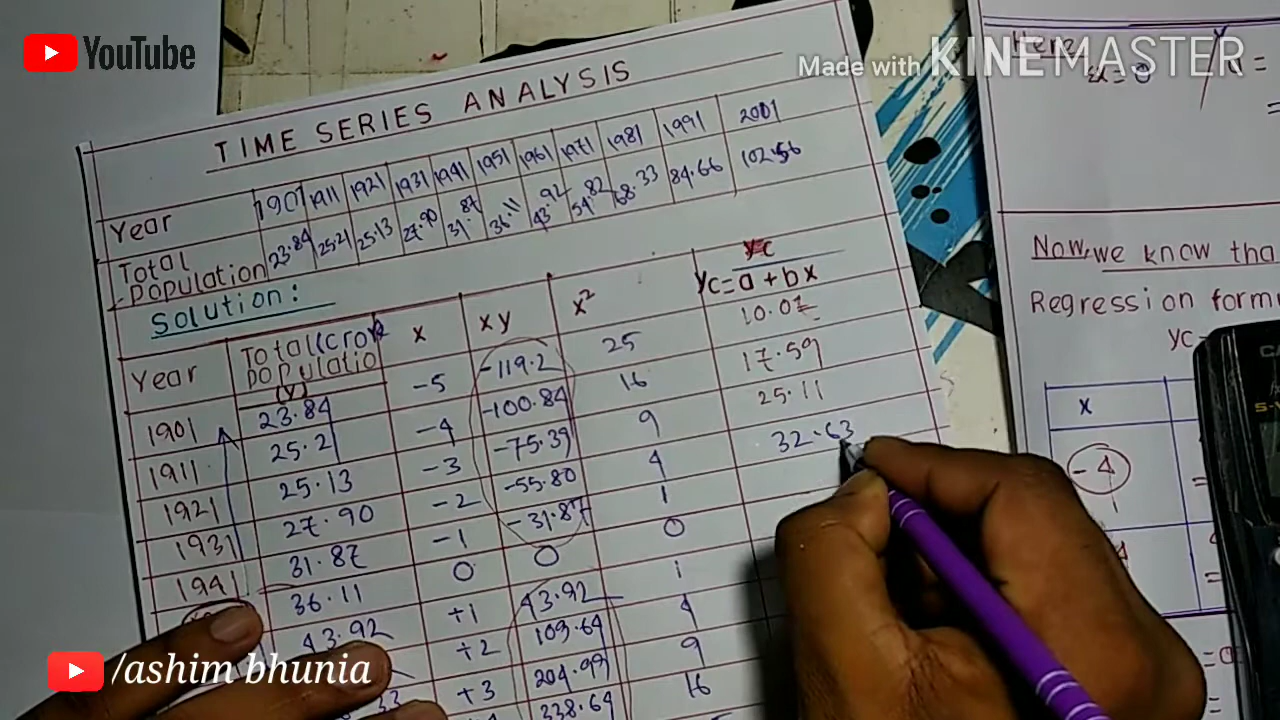 YouTube
Made with KINEMASTER
TIME SERIES ANALYSIS
Year 1901 1911 1921 1931 1941 1951 1961 1971 1981 1991 2001
Total population 23.84 25.21 25.13 27.90 31.87 36.11 43.92 54.82 68.33 84.66 102.56
Solution:
Year Total (crore population (Y) x xy x² Yc
Yc = a + bx
1901 23.84 -5 -119.2 25 10.07
1911 25.21 -4 -100.84 16 17.59
1921 25.13 -3 -75.39 9 25.11
1931 27.90 -2 -55.80 4 32.63
1941 31.87 -1 -31.87 1
36.11 0 0 0
43.92 +1 43.92 1
+2 109.64 4
33 +3 204.99 9
338.64 16
Here
Now, we know tha
Regression form
yc
x
-4
/ashim bhunia